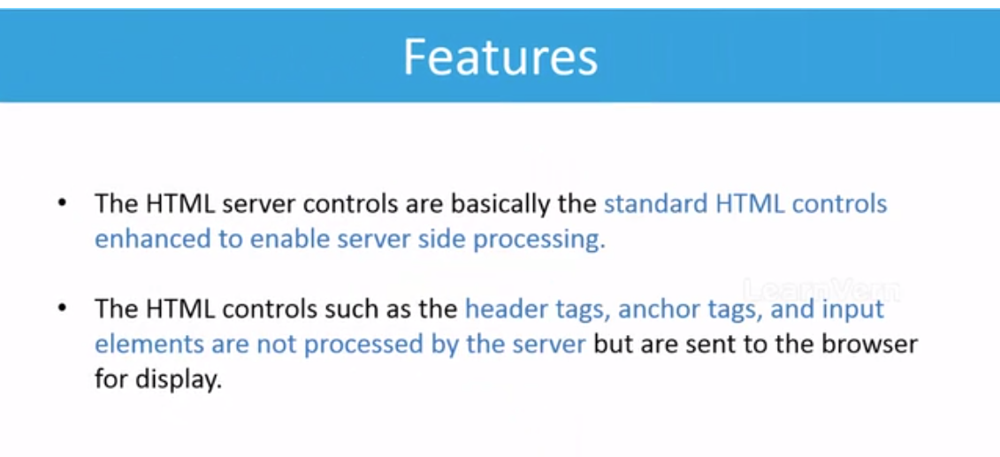 Features
• The HTML server controls are basically the standard HTML controls
enhanced to enable server side processing.
LearnVern
• The HTML controls such as the header tags, anchor tags, and input
elements are not processed by the server but are sent to the browser
for display.